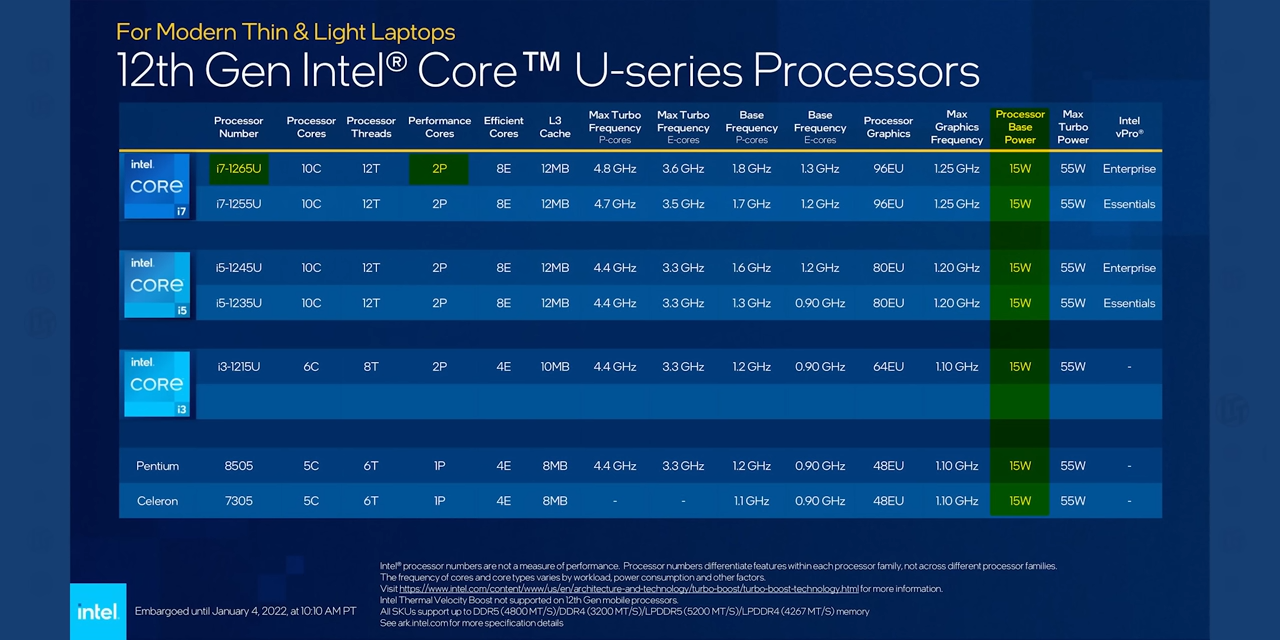 For Modern Thin & Light Laptops
12th Gen Intel® Core™ U-series Processors
Processor Number Processor Cores Processor Threads Performance Cores Efficient Cores L3 Cache Max Turbo Frequency P-cores Max Turbo Frequency E-cores Base Frequency P-cores Base Frequency E-cores Processor Graphics Max Graphics Frequency Processor Base Power Max Turbo Power Intel vPro®
intel. CORE i7
i7-1265U 10C 12T 2P 8E 12MB 4.8 GHz 3.6 GHz 1.8 GHz 1.3 GHz 96EU 1.25 GHz 15W 55W Enterprise
i7-1255U 10C 12T 2P 8E 12MB 4.7 GHz 3.5 GHz 1.7 GHz 1.2 GHz 96EU 1.25 GHz 15W 55W Essentials
intel. CORE i5
i5-1245U 10C 12T 2P 8E 12MB 4.4 GHz 3.3 GHz 1.6 GHz 1.2 GHz 80EU 1.20 GHz 15W 55W Enterprise
i5-1235U 10C 12T 2P 8E 12MB 4.4 GHz 3.3 GHz 1.3 GHz 0.90 GHz 80EU 1.20 GHz 15W 55W Essentials
intel. CORE i3
i3-1215U 6C 8T 2P 4E 10MB 4.4 GHz 3.3 GHz 1.2 GHz 0.90 GHz 64EU 1.10 GHz 15W 55W -
Pentium 8505 5C 6T 1P 4E 8MB 4.4 GHz 3.3 GHz 1.2 GHz 0.90 GHz 48EU 1.10 GHz 15W 55W -
Celeron 7305 5C 6T 1P 4E 8MB - - 1.1 GHz 0.90 GHz 48EU 1.10 GHz 15W 55W -
Intel® processor numbers are not a measure of performance. Processor numbers differentiate features within each processor family, not across different processor families.
The frequency of cores and core types varies by workload, power consumption and other factors.
Visit https://www.intel.com/content/www/us/en/architecture-and-technology/turbo-boost/turbo-boost-technology.html for more information.
Intel Thermal Velocity Boost not supported on 12th Gen mobile processors.
All SKUs support up to DDR5 (4800 MT/S)/DDR4 (3200 MT/S)/LPDDR5 (5200 MT/S)/LPDDR4 (4267 MT/S) memory
See ark.intel.com for more specification details
intel.
Embargoed until January 4, 2022, at 10:10 AM PT